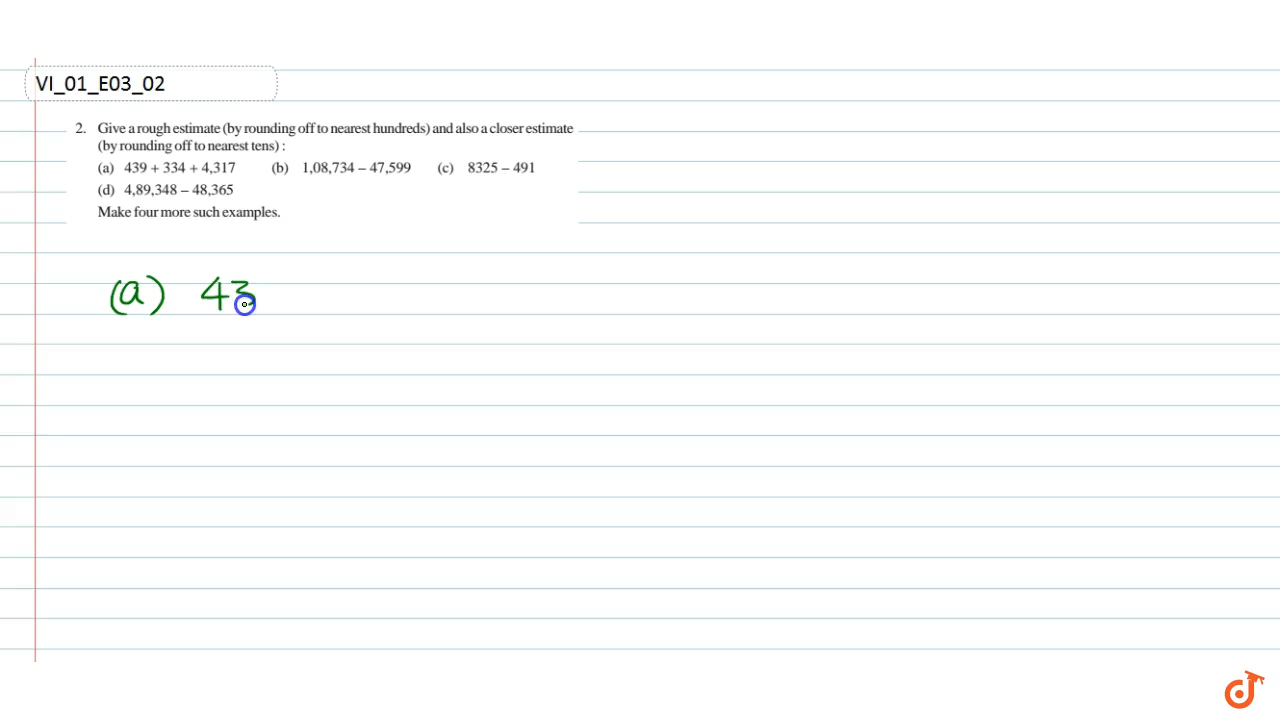 VI_01_E03_02
2. Give a rough estimate (by rounding off to nearest hundreds) and also a closer estimate
(by rounding off to nearest tens) :
(a) 439 + 334 + 4,317 (b) 1,08,734 – 47,599 (c) 8325 – 491
(d) 4,89,348 – 48,365
Make four more such examples.
(a) 43